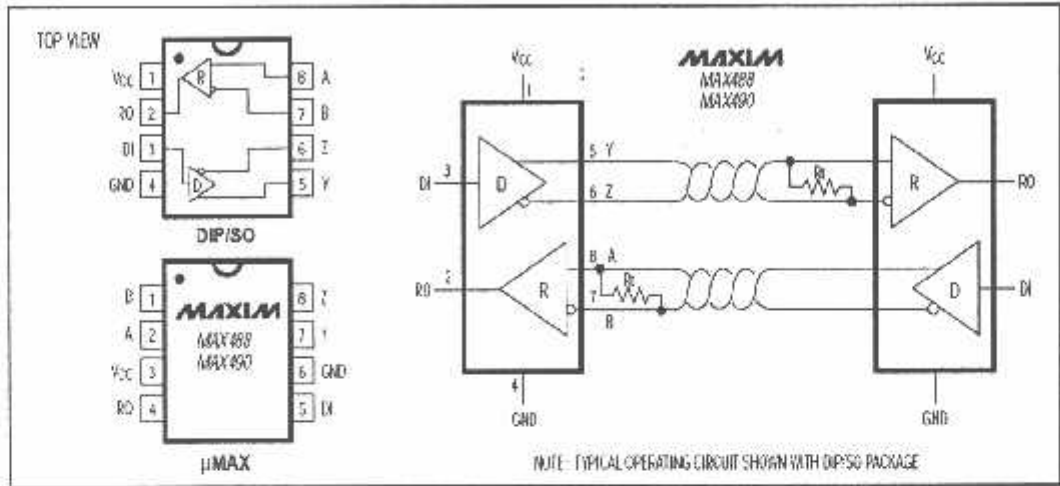 TOP VIEW
VCC 1
RO 2
DI 3
GND 4
8 A
7 B
6 Z
5 Y
R
D
DIP/SO
B 1
A 2
VCC 3
RO 4
8 Z
7 Y
6 GND
5 DI
MAXIM
MAX488
MAX490
µMAX
MAXIM
MAX488
MAX490
VCC
1
DI 3
D
5 Y
6 Z
Rt
RO 2
R
8 A
7
B
Rt
4
GND
VCC
R
RO
D
DI
GND
NOTE: TYPICAL OPERATING CIRCUIT SHOWN WITH DIP/SO PACKAGE